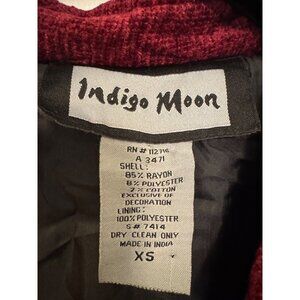 Indigo Moon
RN # 112716
A 3471
SHELL:
85% RAYON
8% POLYESTER
7% COTTON
EXCLUSIVE OF
DECORATION
LINING:
100% POLYESTER
S # 7414
DRY CLEAN ONLY
MADE IN INDIA
XS